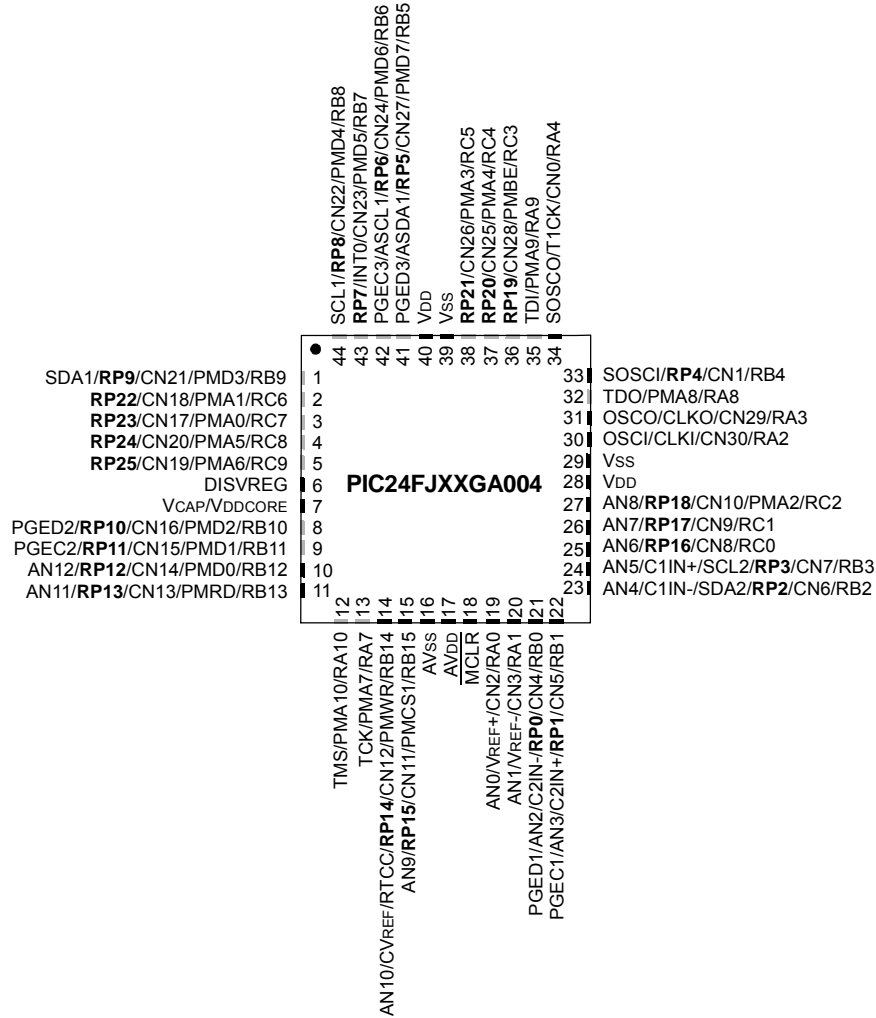 SCL1/RP8/CN22/PMD4/RB8
RP7/INT0/CN23/PMD5/RB7
PGEC3/ASCL1/RP6/CN24/PMD6/RB6
PGED3/ASDA1/RP5/CN27/PMD7/RB5
VDD
VSS
RP21/CN26/PMA3/RC5
RP20/CN25/PMA4/RC4
RP19/CN28/PMBE/RC3
TDI/PMA9/RA9
SOSCO/T1CK/CN0/RA4
44
43
42
41
40
39
38
37
36
35
34
SDA1/RP9/CN21/PMD3/RB9 1
RP22/CN18/PMA1/RC6 2
RP23/CN17/PMA0/RC7 3
RP24/CN20/PMA5/RC8 4
RP25/CN19/PMA6/RC9 5
DISVREG 6
VCAP/VDDCORE 7
PGED2/RP10/CN16/PMD2/RB10 8
PGEC2/RP11/CN15/PMD1/RB11 9
AN12/RP12/CN14/PMD0/RB12 10
AN11/RP13/CN13/PMRD/RB13 11
PIC24FJXXGA004
33 SOSCI/RP4/CN1/RB4
32 TDO/PMA8/RA8
31 OSCO/CLKO/CN29/RA3
30 OSCI/CLKI/CN30/RA2
29 VSS
28 VDD
27 AN8/RP18/CN10/PMA2/RC2
26 AN7/RP17/CN9/RC1
25 AN6/RP16/CN8/RC0
24 AN5/C1IN+/SCL2/RP3/CN7/RB3
23 AN4/C1IN-/SDA2/RP2/CN6/RB2
12
13
14
15
16
17
18
19
20
21
22
TMS/PMA10/RA10
TCK/PMA7/RA7
AN10/CVREF/RTCC/RP14/CN12/PMWR/RB14
AN9/RP15/CN11/PMCS1/RB15
AVSS
AVDD
MCLR
AN0/VREF+/CN2/RA0
AN1/VREF-/CN3/RA1
PGED1/AN2/C2IN-/RP0/CN4/RB0
PGEC1/AN3/C2IN+/RP1/CN5/RB1